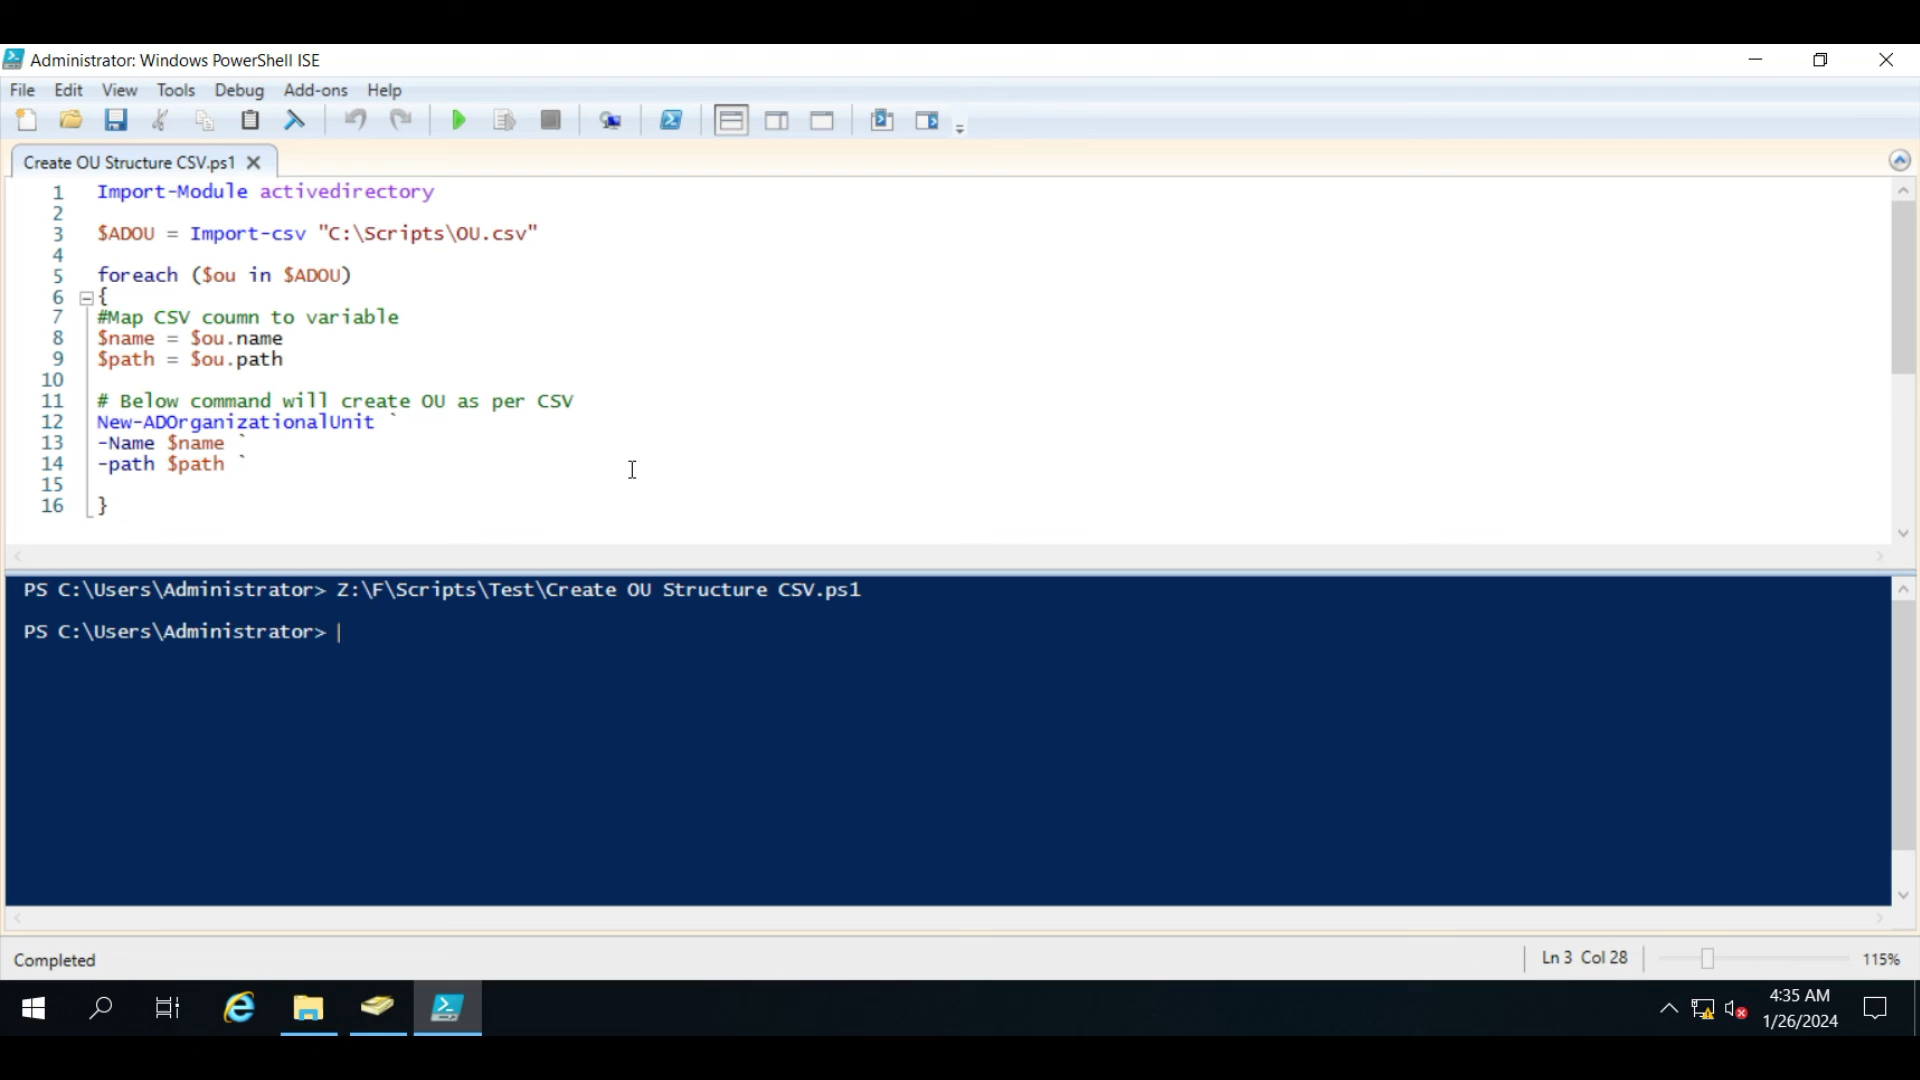 Administrator: Windows PowerShell ISE
File Edit View Tools Debug Add-ons Help
Create OU Structure CSV.ps1
1 Import-Module activedirectory
2
3 $ADOU = Import-csv "C:\Scripts\OU.csv"
4
5 foreach ($ou in $ADOU)
6 {
7 #Map CSV coumn to variable
8 $name = $ou.name
9 $path = $ou.path
10
11 # Below command will create OU as per CSV
12 New-ADOrganizationalUnit `
13 -Name $name `
14 -path $path `
15
16 }
PS C:\Users\Administrator> Z:\F\Scripts\Test\Create OU Structure CSV.ps1
PS C:\Users\Administrator>
Completed
Ln 3 Col 28
115%
4:35 AM
1/26/2024